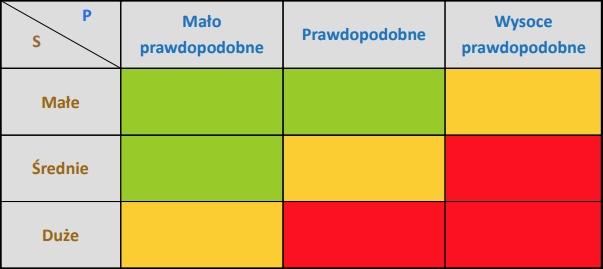 P
S
Mało
prawdopodobne
Prawdopodobne
Wysoce
prawdopodobne
Małe
Średnie
Duże